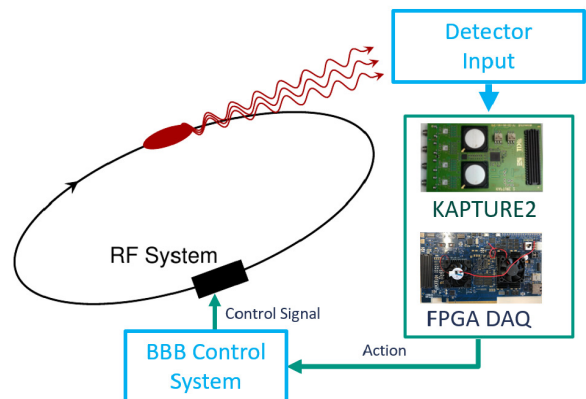 Detector
Input
KAPTURE2
FPGA DAQ
RF System
Control Signal
BBB Control
System
Action